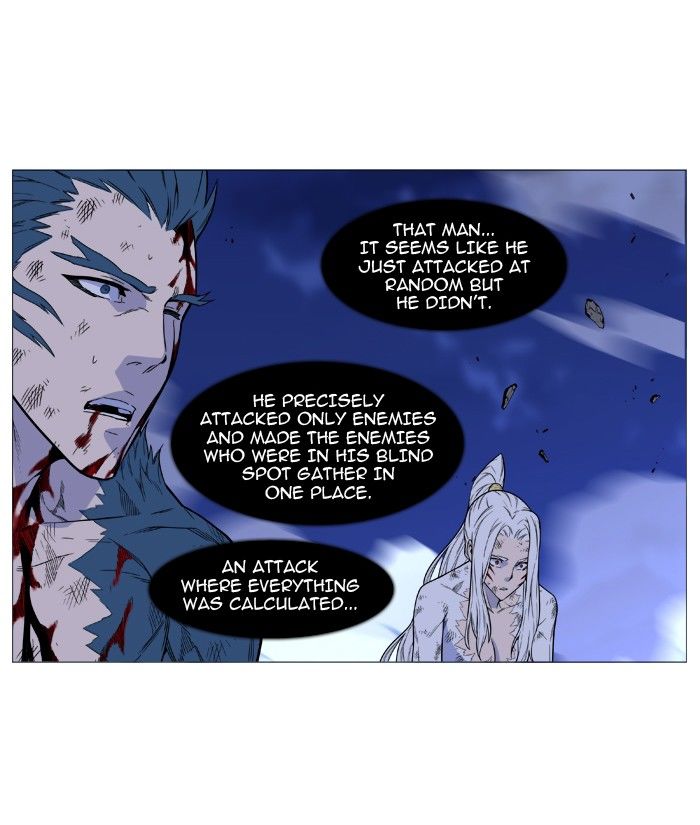 THAT MAN...
IT SEEMS LIKE HE
JUST ATTACKED AT
RANDOM BUT
HE DIDN'T.
HE PRECISELY
ATTACKED ONLY ENEMIES
AND MADE THE ENEMIES
WHO WERE IN HIS BLIND
SPOT GATHER IN
ONE PLACE.
AN ATTACK
WHERE EVERYTHING
WAS CALCULATED...